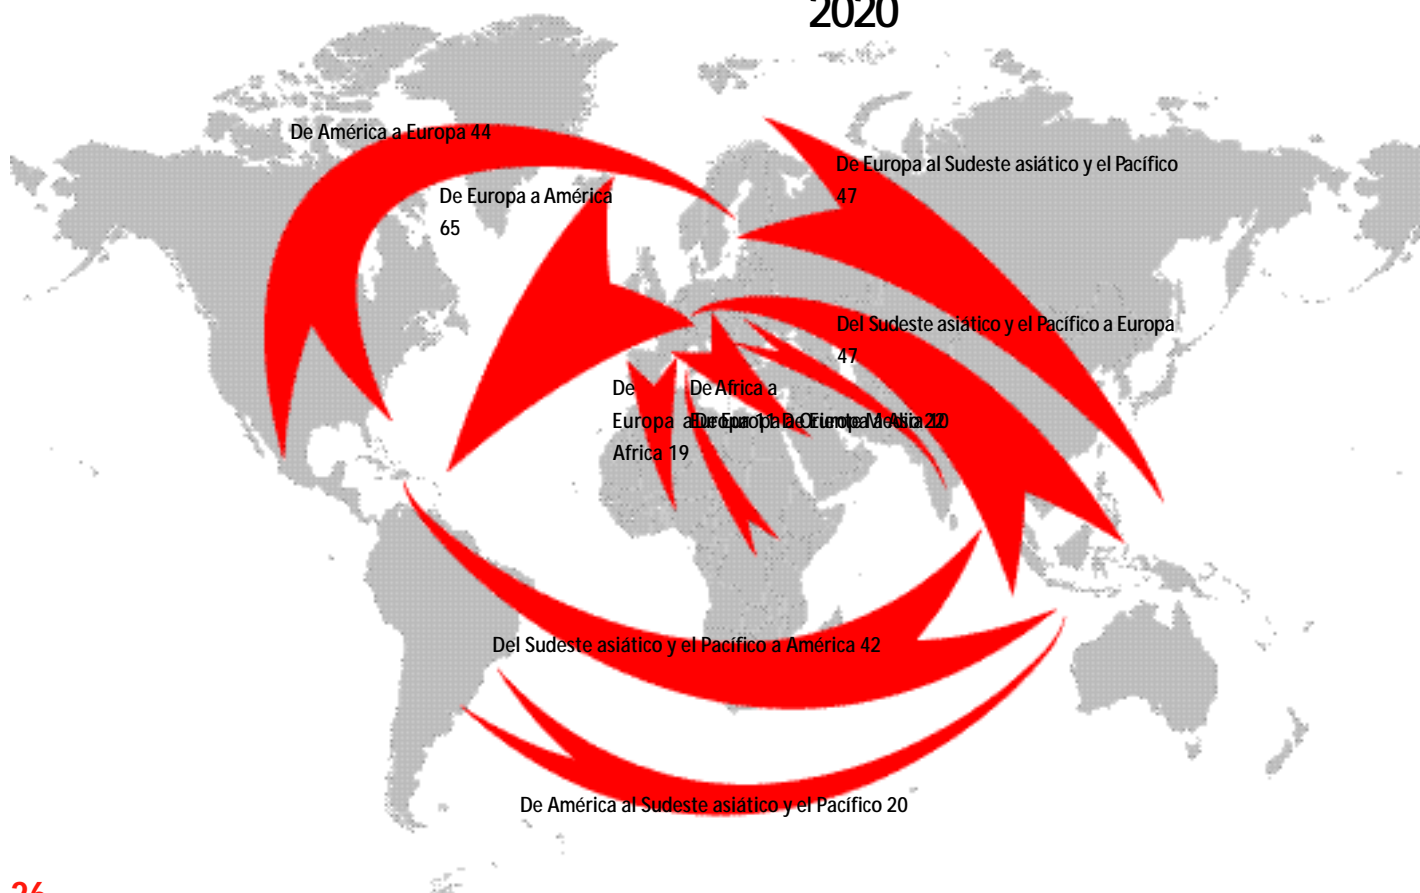 2020
De América a Europa 44
De Europa a América
65
De Europa al Sudeste asiático y el Pacífico
47
Del Sudeste asiático y el Pacífico a Europa
47
De
Europa a
Africa 19
De Africa a
Del Sudeste asiático y el Pacífico a América 42
De América al Sudeste asiático y el Pacífico 20
26